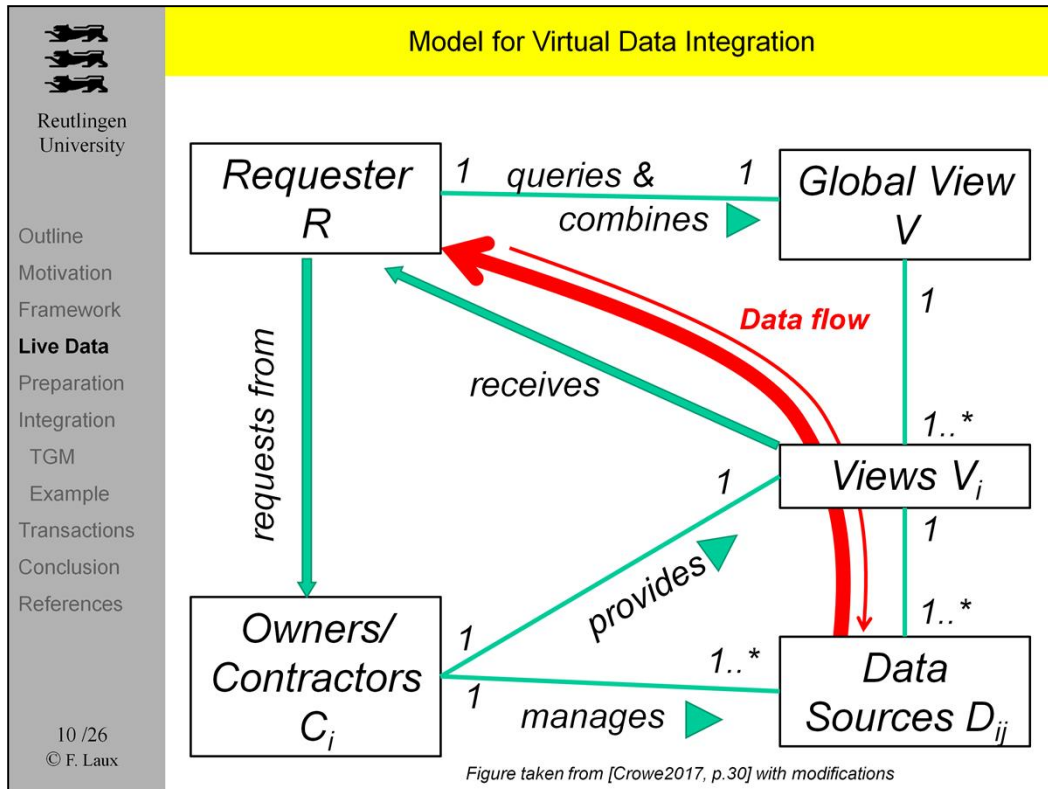 Reutlingen
University
Outline
Motivation
Framework
Live Data
Preparation
Integration
TGM
Example
Transactions
Conclusion
References
10 /26
© F. Laux
Model for Virtual Data Integration
Requester
R
1
queries &
combines
1
Global View
V
1
Data flow
receives
requests from
1..*
Views Vi
1
1
provides
1..*
Owners/
Contractors
Ci
1
1
manages
1..*
Data
Sources Dij
Figure taken from [Crowe2017, p.30] with modifications